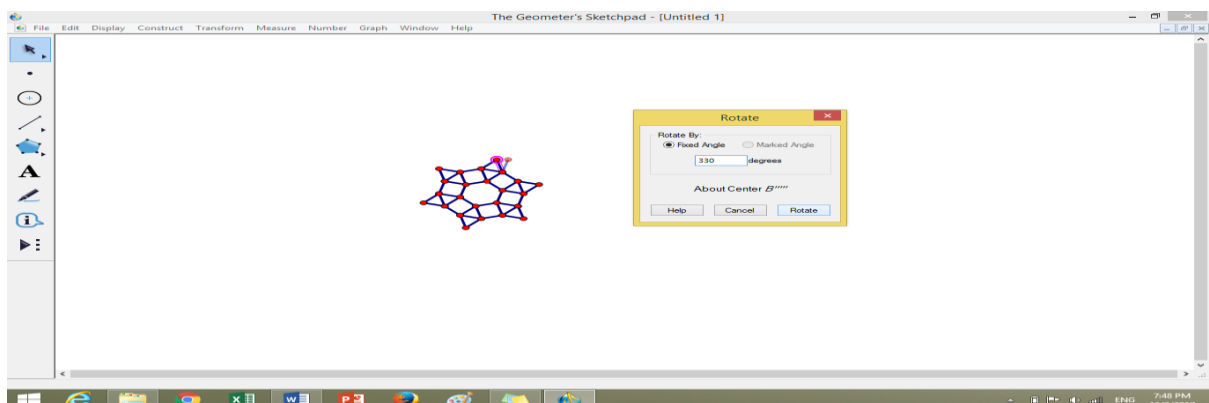 The Geometer's Sketchpad - [Untitled 1]
File Edit Display Construct Transform Measure Number Graph Window Help
A
Rotate
Rotate By:
Fixed Angle Marked Angle
330 degrees
About Center B'''''
Help Cancel Rotate
ENG 7:48 PM